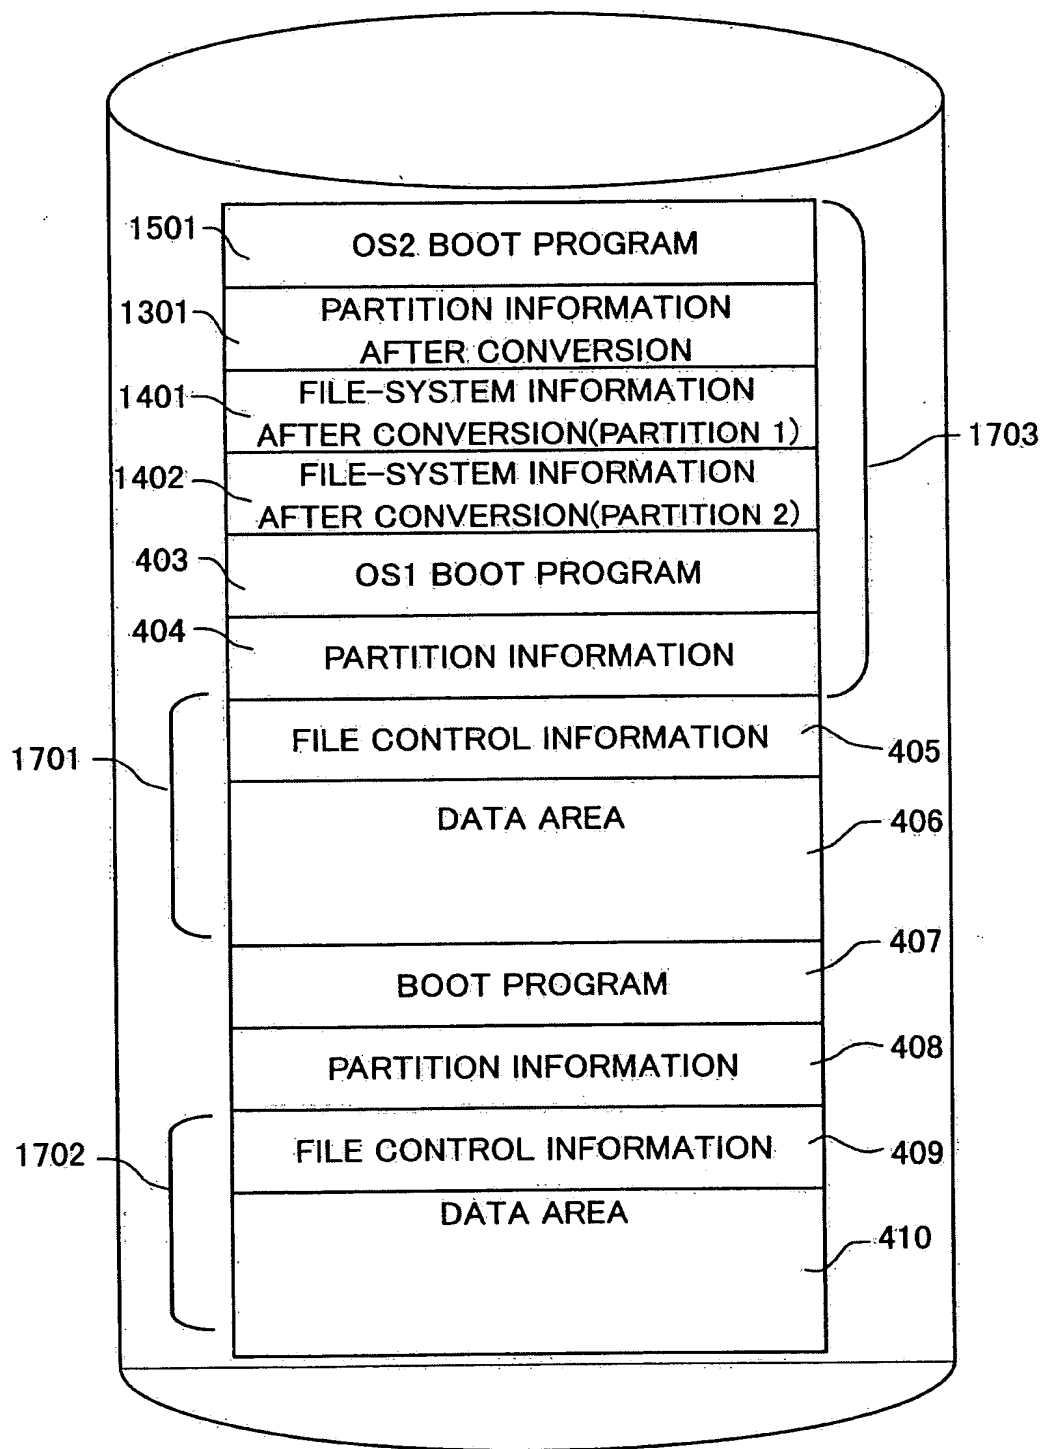 1501
OS2 BOOT PROGRAM
1301
PARTITION INFORMATION
AFTER CONVERSION
1401
FILE-SYSTEM INFORMATION
AFTER CONVERSION(PARTITION 1)
1703
1402
FILE-SYSTEM INFORMATION
AFTER CONVERSION(PARTITION 2)
403
OS1 BOOT PROGRAM
404
PARTITION INFORMATION
1701
FILE CONTROL INFORMATION
405
DATA AREA
406
407
BOOT PROGRAM
408
PARTITION INFORMATION
1702
FILE CONTROL INFORMATION
409
DATA AREA
410